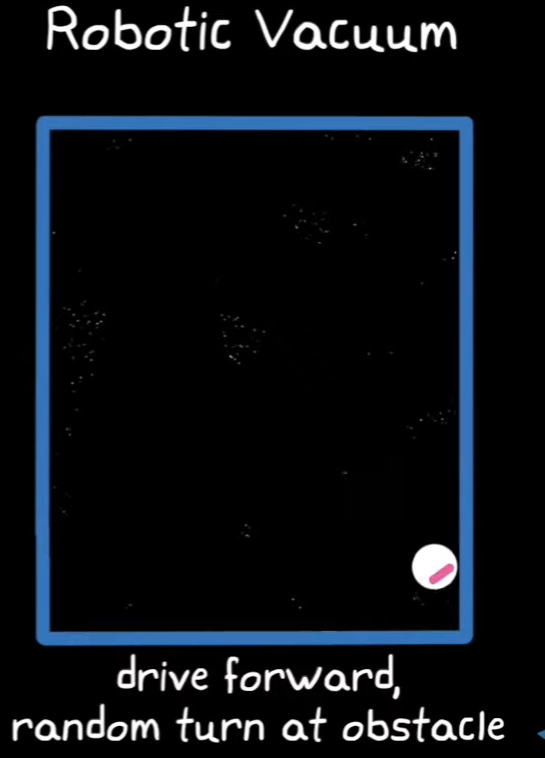 Robotic Vacuum
drive forward,
random turn at obstacle